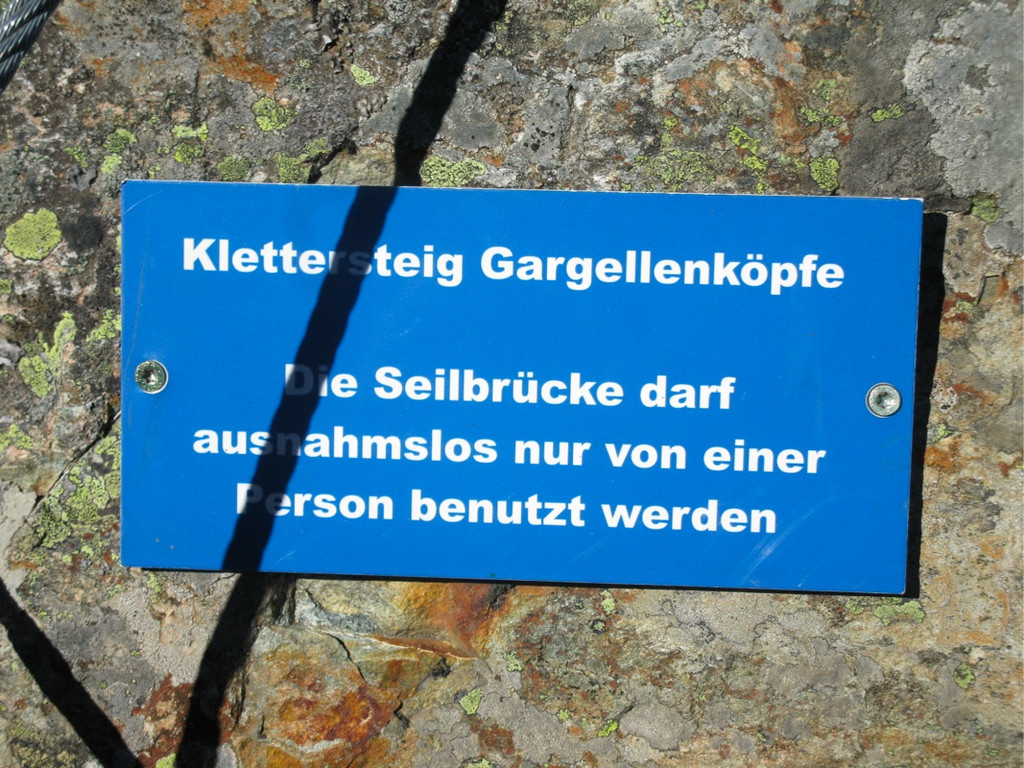 Klettersteig Gargellenköpfe
Die Seilbrücke darf
ausnahmslos nur von einer
Person benutzt werden